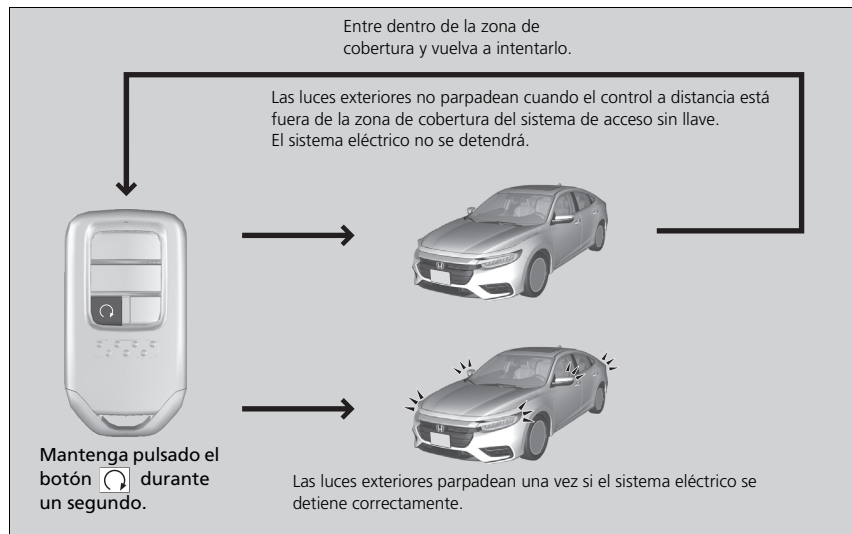 Entre dentro de la zona de
cobertura y vuelva a intentarlo.
Las luces exteriores no parpadean cuando el control a distancia está
fuera de la zona de cobertura del sistema de acceso sin llave.
El sistema eléctrico no se detendrá.
Mantenga pulsado el
botón durante
un segundo.
Las luces exteriores parpadean una vez si el sistema eléctrico se
detiene correctamente.